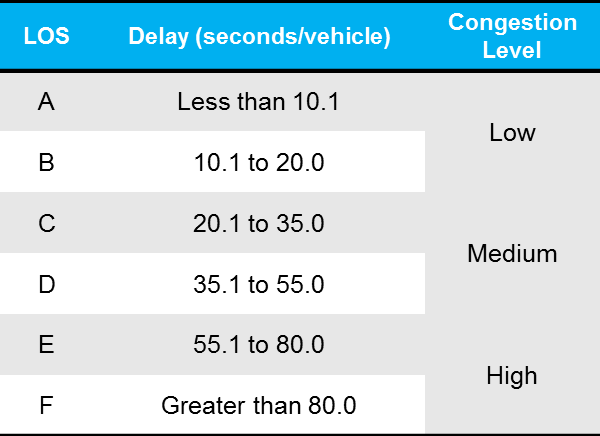 LOS Delay (seconds/vehicle) Congestion
Level
A Less than 10.1
Low
B 10.1 to 20.0
C 20.1 to 35.0
Medium
D 35.1 to 55.0
E 55.1 to 80.0
High
F Greater than 80.0